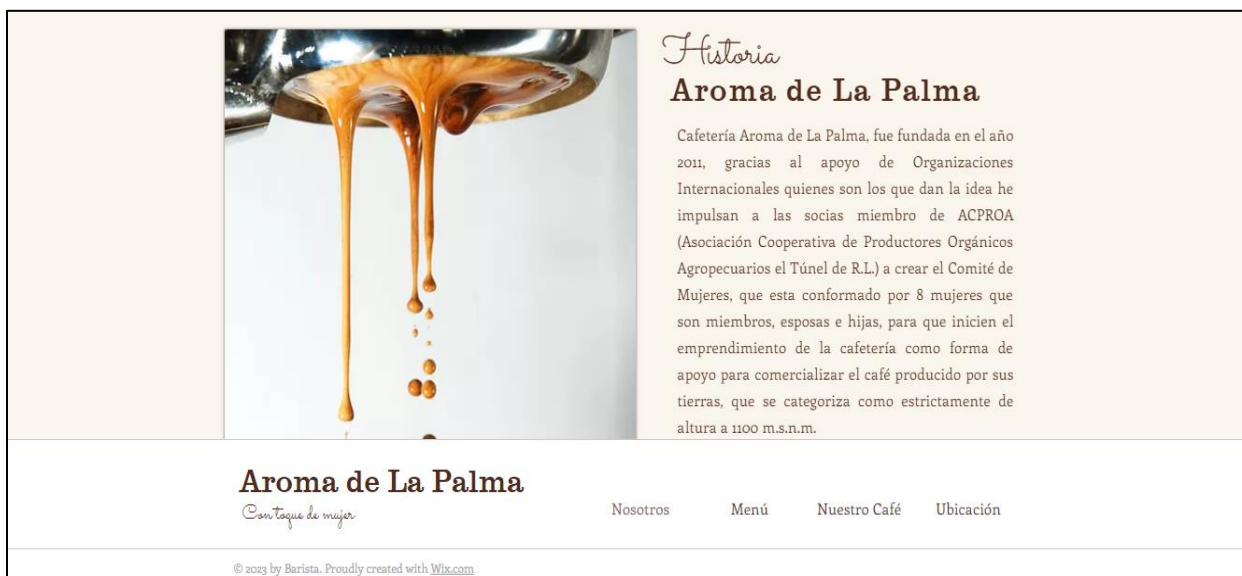 Historia
Aroma de La Palma
Cafetería Aroma de La Palma, fue fundada en el año
2011, gracias al apoyo de Organizaciones
Internacionales quienes son los que dan la idea he
impulsan a las socias miembro de ACPROA
(Asociación Cooperativa de Productores Orgánicos
Agropecuarios el Túnel de R.L.) a crear el Comité de
Mujeres, que esta conformado por 8 mujeres que
son miembros, esposas e hijas, para que inicien el
emprendimiento de la cafetería como forma de
apoyo para comercializar el café producido por sus
tierras, que se categoriza como estrictamente de
altura a 1100 m.s.n.m.
Aroma de La Palma
Con toque de mujer
Nosotros Menú Nuestro Café Ubicación
© 2023 by Barista. Proudly created with Wix.com